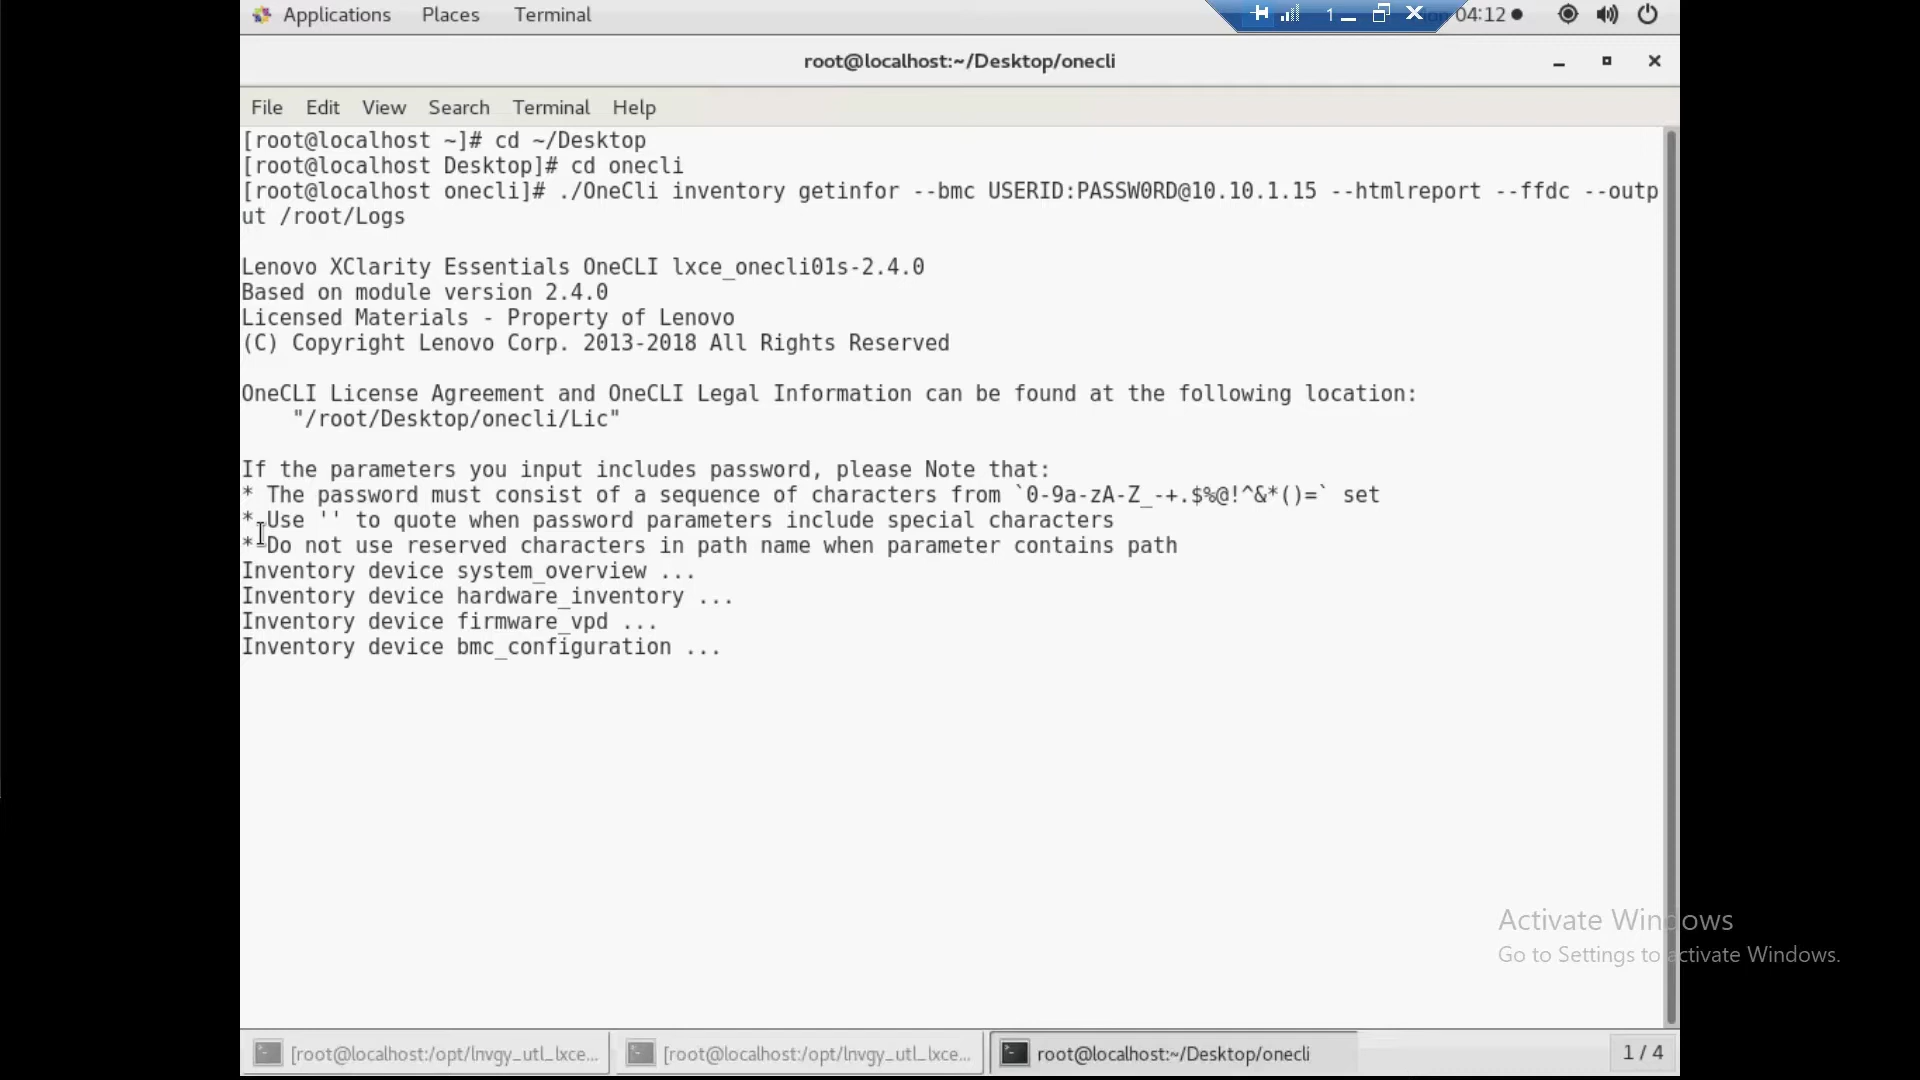 Applications Places Terminal
1
04:12
root@localhost:~/Desktop/onecli
File Edit View Search Terminal Help
[root@localhost ~]# cd ~/Desktop
[root@localhost Desktop]# cd onecli
[root@localhost onecli]# ./OneCli inventory getinfor --bmc USERID:PASSW0RD@10.10.1.15 --htmlreport --ffdc --outp
ut /root/Logs
Lenovo XClarity Essentials OneCLI lxce_onecli01s-2.4.0
Based on module version 2.4.0
Licensed Materials - Property of Lenovo
(C) Copyright Lenovo Corp. 2013-2018 All Rights Reserved
OneCLI License Agreement and OneCLI Legal Information can be found at the following location:
"/root/Desktop/onecli/Lic"
If the parameters you input includes password, please Note that:
* The password must consist of a sequence of characters from `0-9a-zA-Z_-+.$%@!^&*()=` set
* Use '' to quote when password parameters include special characters
* Do not use reserved characters in path name when parameter contains path
Inventory device system_overview ...
Inventory device hardware_inventory ...
Inventory device firmware_vpd ...
Inventory device bmc_configuration ...
Activate Windows
Go to Settings to activate Windows.
[root@localhost:/opt/lnvgy_utl_lxce... [root@localhost:/opt/lnvgy_utl_lxce... root@localhost:~/Desktop/onecli 1 / 4